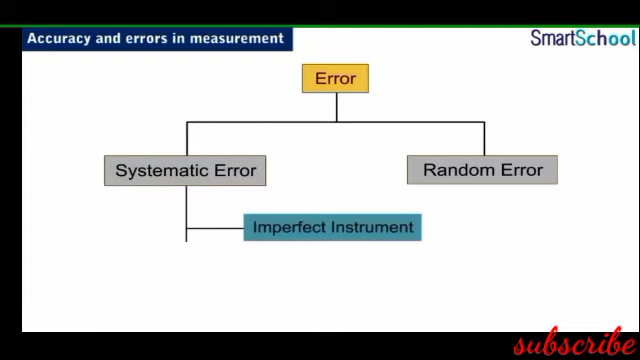 Accuracy and errors in measurement
SmartSchool
Error
Systematic Error
Random Error
Imperfect Instrument
subscribe